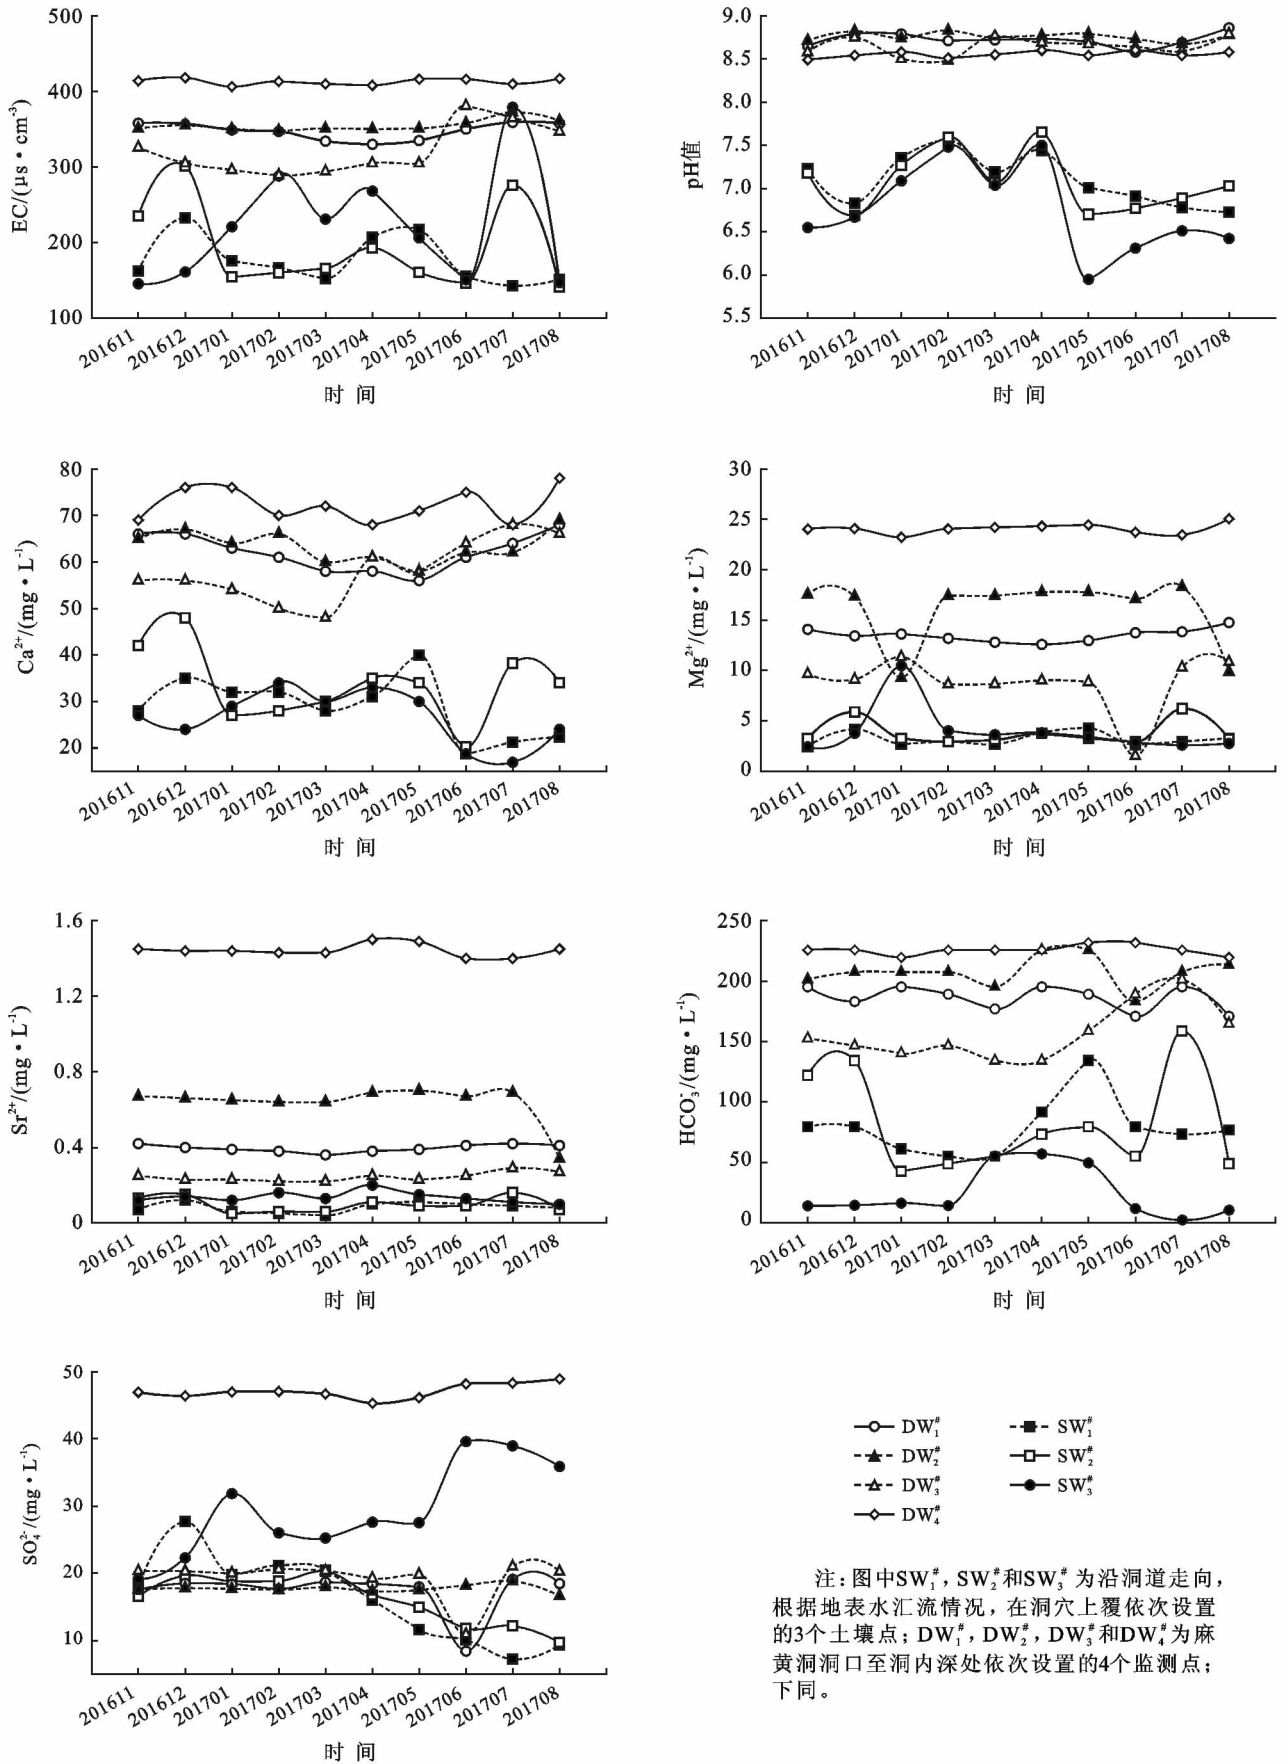 500
400
300
200
100
EC/(μs·cm⁻³)
201611 201612 201701 201702 201703 201704 201705 201706 201707 201708
时 间
9.0
8.5
8.0
7.5
7.0
6.5
6.0
5.5
pH值
201611 201612 201701 201702 201703 201704 201705 201706 201707 201708
时 间
80
70
60
50
40
30
20
Ca²⁺/(mg·L⁻¹)
201611 201612 201701 201702 201703 201704 201705 201706 201707 201708
时 间
30
25
20
15
10
5
0
Mg²⁺/(mg·L⁻¹)
201611 201612 201701 201702 201703 201704 201705 201706 201707 201708
时 间
1.6
1.2
0.8
0.4
0
Sr²⁺/(mg·L⁻¹)
201611 201612 201701 201702 201703 201704 201705 201706 201707 201708
时 间
250
200
150
100
50
0
HCO₃⁻/(mg·L⁻¹)
201611 201612 201701 201702 201703 201704 201705 201706 201707 201708
时 间
50
40
30
20
10
SO₄²⁻/(mg·L⁻¹)
201611 201612 201701 201702 201703 201704 201705 201706 201707 201708
时 间
DW₁# SW₁#
DW₂# SW₂#
DW₃# SW₃#
DW₄#
注：图中SW₁#，SW₂#和SW₃#为沿洞道走向，
根据地表水汇流情况，在洞穴上覆依次设置
的3个土壤点；DW₁#，DW₂#，DW₃#和DW₄#为麻
黄洞洞口至洞内深处依次设置的4个监测点；
下同。